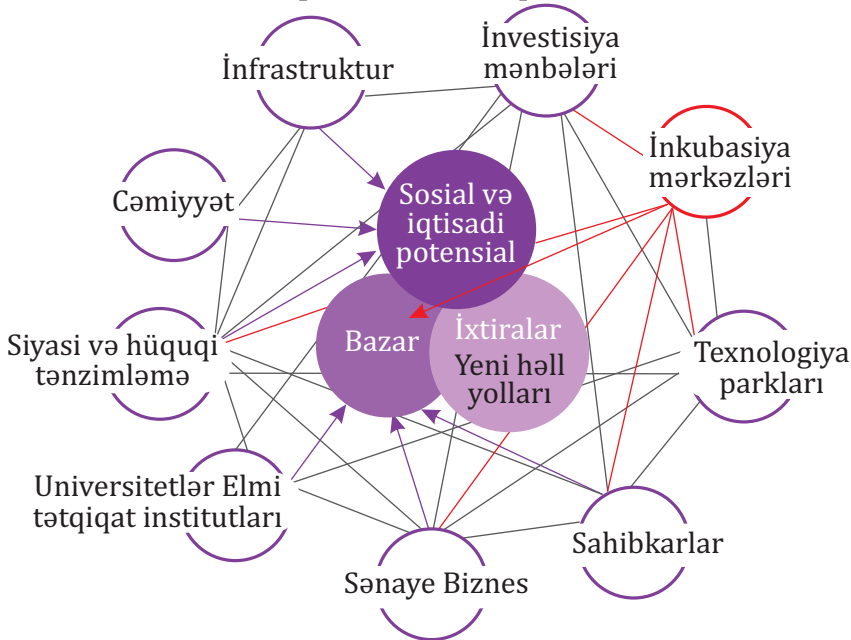 İnfrastruktur
İnvestisiya
mənbələri
İnkubasiya
mərkəzləri
Cəmiyyət
Sosial və
iqtisadi
potensial
Siyasi və hüquqi
tənzimləmə
Bazar
İxtiralar
Yeni həll
yolları
Texnologiya
parkları
Universitetlər Elmi
tətqiqat institutları
Sənaye Biznes
Sahibkarlar